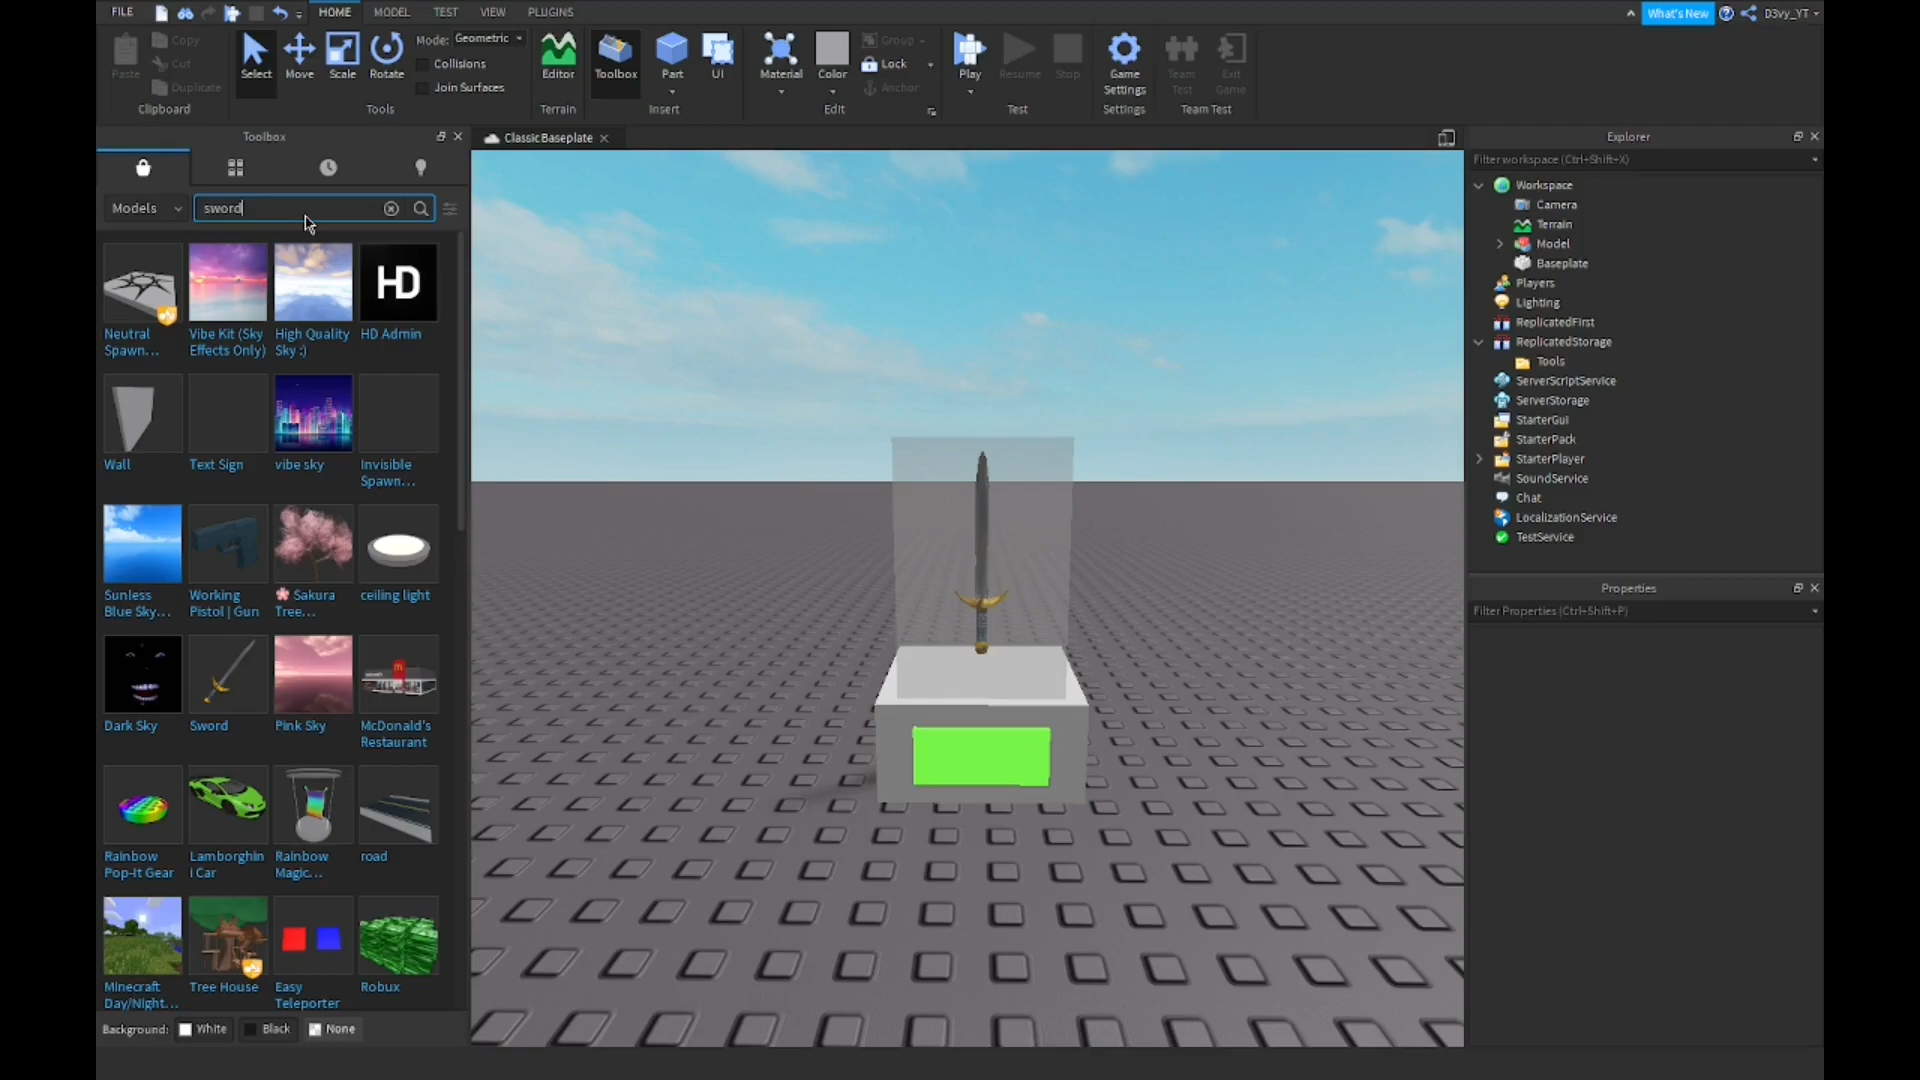 FILE HOME MODEL TEST VIEW PLUGINS What's New D3vy_YT
Paste Copy Cut Duplicate Clipboard
Select Move Scale Rotate Mode: Geometric Collisions Join Surfaces Tools
Editor Terrain
Toolbox Part UI Insert
Material Color Group Lock Anchor Edit
Play Resume Stop Test
Game Settings Settings
Team Test Exit Game Team Test
Toolbox
Models sword
Neutral Spawn...
Vibe Kit (Sky Effects Only)
High Quality Sky :)
HD
HD Admin
Wall
Text Sign
vibe sky
Invisible Spawn...
Sunless Blue Sky...
Working Pistol | Gun
🌸 Sakura Tree...
ceiling light
Dark Sky
Sword
Pink Sky
McDonald's Restaurant
Rainbow Pop-It Gear
Lamborghini Car
Rainbow Magic...
road
Minecraft Day/Night...
Tree House
Easy Teleporter
Robux
Background: White Black None
ClassicBaseplate
Explorer
Filter workspace (Ctrl+Shift+X)
Workspace
Camera
Terrain
Model
Baseplate
Players
Lighting
ReplicatedFirst
ReplicatedStorage
Tools
ServerScriptService
ServerStorage
StarterGui
StarterPack
StarterPlayer
SoundService
Chat
LocalizationService
TestService
Properties
Filter Properties (Ctrl+Shift+P)